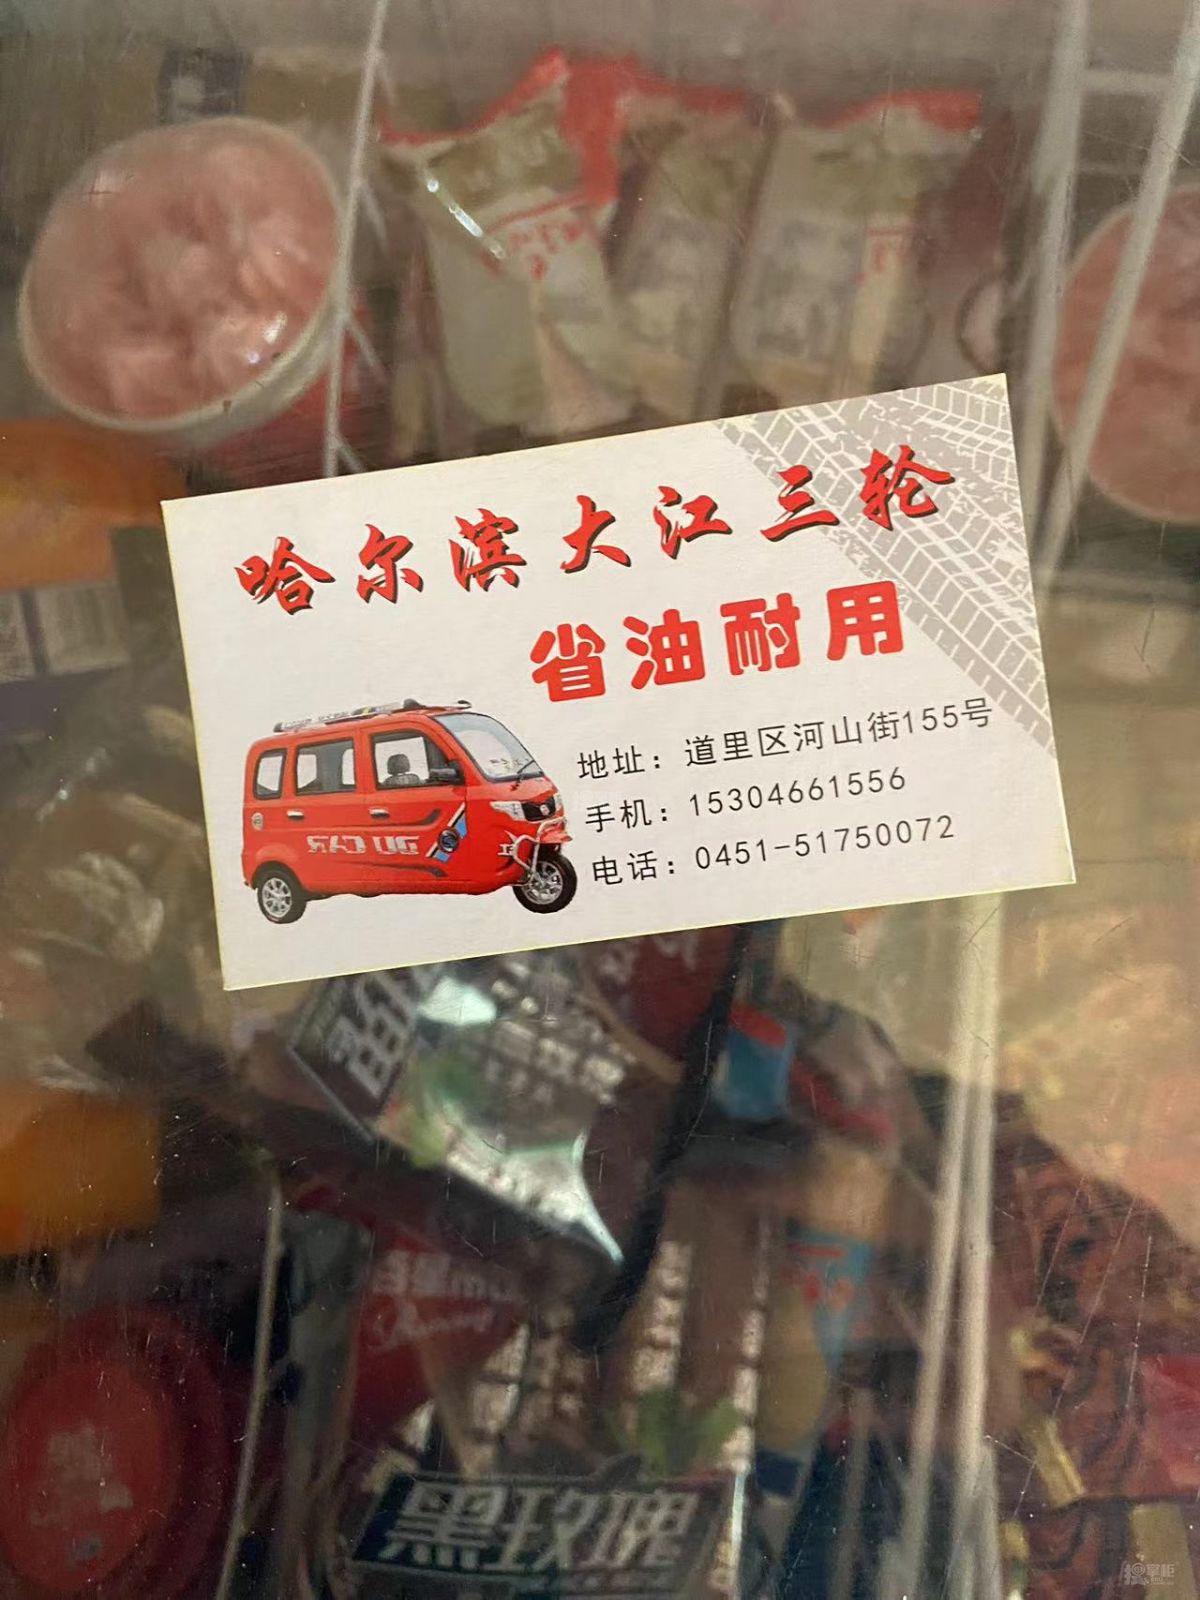 哈尔滨大江三轮
省油耐用
地址：道里区河山街155号
手机：15304661556
电话：0451-51750072
黑玫瑰